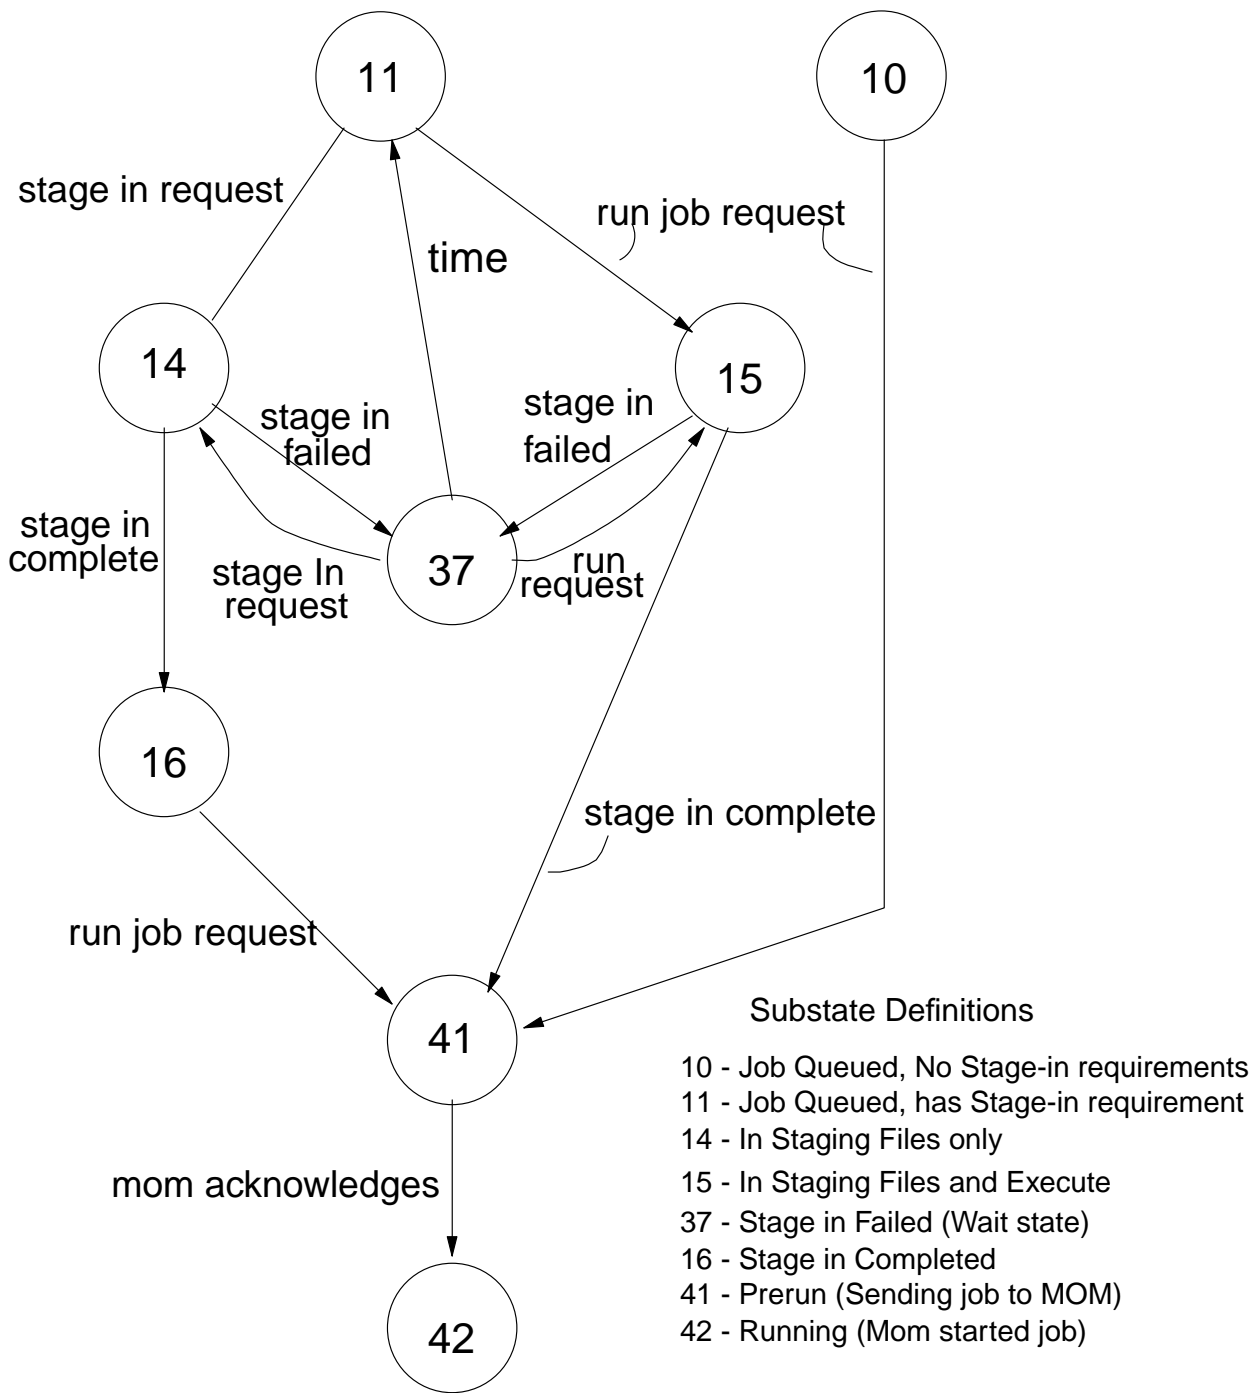 11
10
stage in request
run job request
time
14
15
stage in
failed
stage in
failed
stage in
complete
stage In
request
37
run
request
16
stage in complete
run job request
41
Substate Definitions
10 - Job Queued, No Stage-in requirements
11 - Job Queued, has Stage-in requirement
14 - In Staging Files only
15 - In Staging Files and Execute
37 - Stage in Failed (Wait state)
16 - Stage in Completed
41 - Prerun (Sending job to MOM)
42 - Running (Mom started job)
mom acknowledges
42